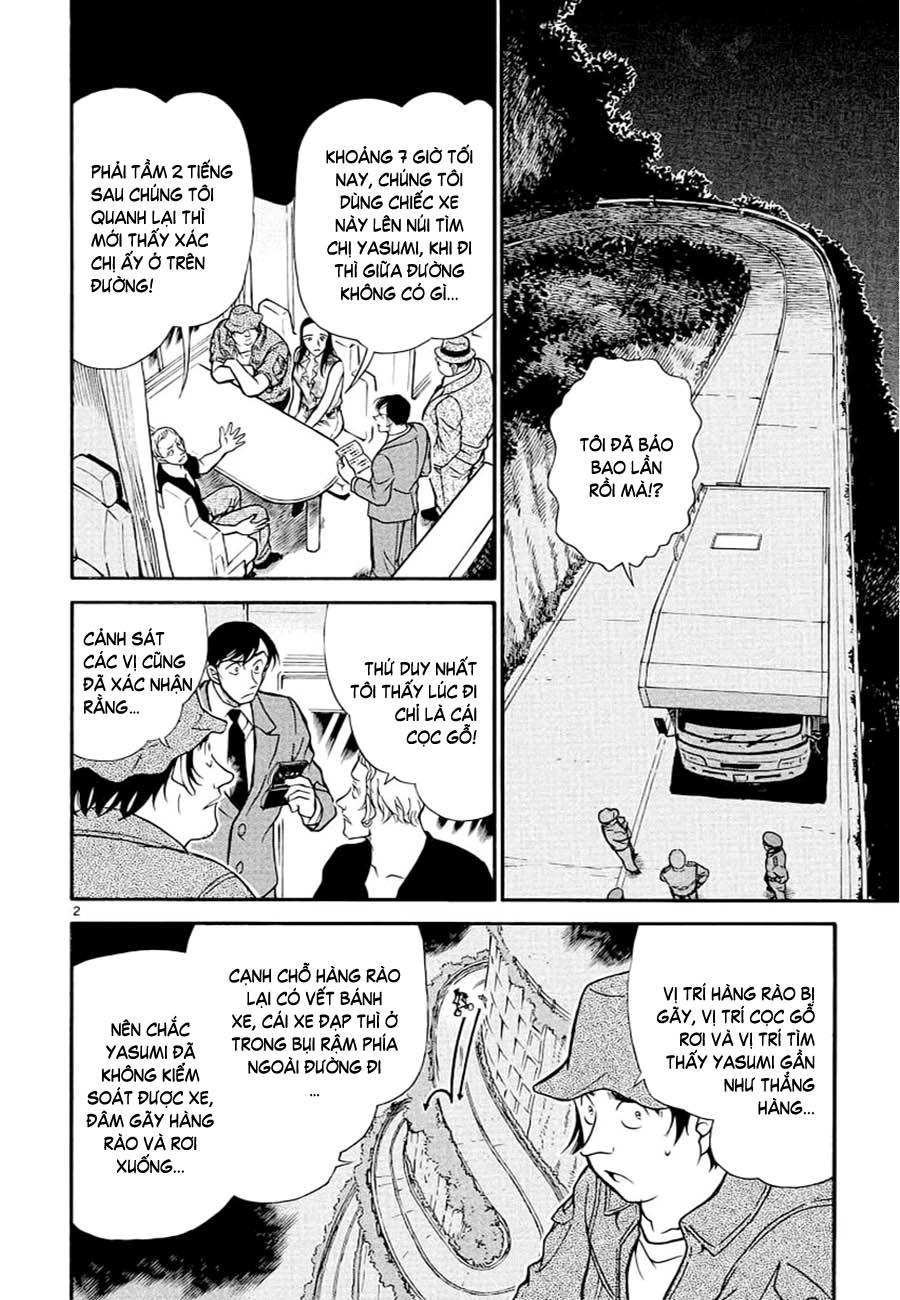 TÔI ĐÃ BẢO
BAO LẦN
RỒI MÀ!?
KHOẢNG 7 GIỜ TỐI
NAY, CHÚNG TÔI
DÙNG CHIẾC XE
NÀY LÊN NÚI TÌM
CHỊ YASUMI, KHI ĐI
THÌ GIỮA ĐƯỜNG
KHÔNG CÓ GÌ...
PHẢI TẦM 2 TIẾNG
SAU CHÚNG TÔI
QUANH LẠI THÌ
MỚI THẤY XÁC
CHỊ ẤY Ở TRÊN
ĐƯỜNG!
THỨ DUY NHẤT
TÔI THẤY LÚC ĐI
CHỈ LÀ CÁI
CỌC GỖ!
CẢNH SÁT
CÁC VỊ CŨNG
ĐÃ XÁC NHẬN
RẰNG...
2
VỊ TRÍ HÀNG RÀO BỊ
GÃY, VỊ TRÍ CỌC GỖ
RƠI VÀ VỊ TRÍ TÌM
THẤY YASUMI GẦN
NHƯ THẲNG
HÀNG...
CẠNH CHỖ HÀNG RÀO
LẠI CÓ VẾT BÁNH
XE, CÁI XE ĐẠP THÌ Ở
TRONG BỤI RẬM PHÍA
NGOÀI ĐƯỜNG ĐI
...
NÊN CHẮC
YASUMI ĐÃ
KHÔNG KIỂM
SOÁT ĐƯỢC XE,
ĐÂM GÃY HÀNG
RÀO VÀ RƠI
XUỐNG...